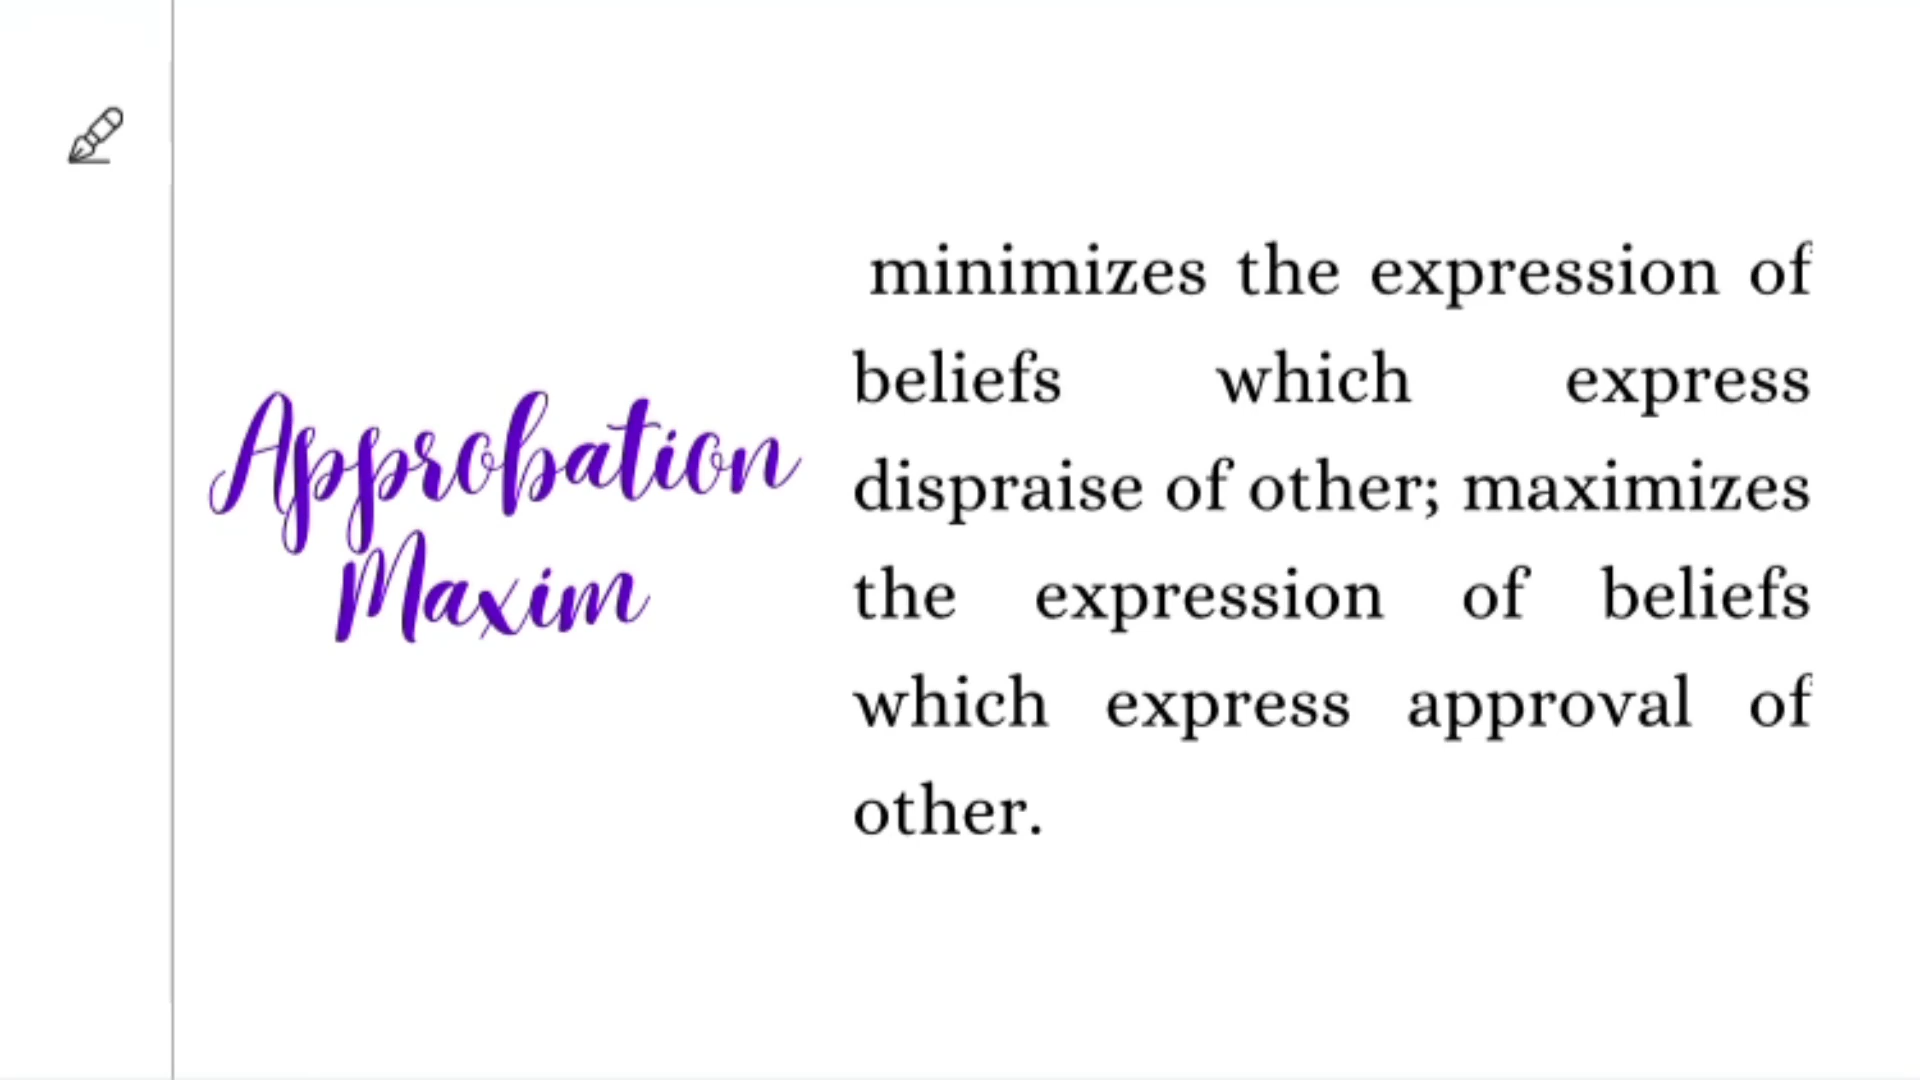 Approbation
Maxim
minimizes the expression of
beliefs which express
dispraise of other; maximizes
the expression of beliefs
which express approval of
other.